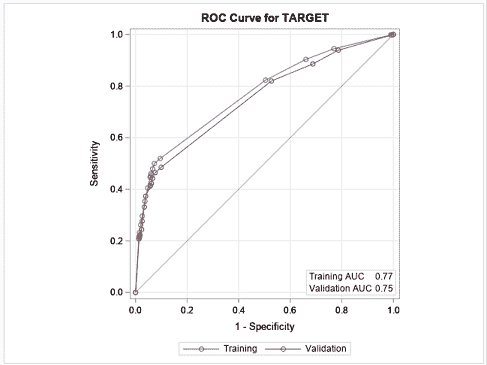 ROC Curve for TARGET
1.0
0.8
0.6
0.4
0.2
0.0
Sensitivity
Training AUC 0.77
Validation AUC 0.75
0.0 0.2 0.4 0.6 0.8 1.0
1 - Specificity
Training Validation